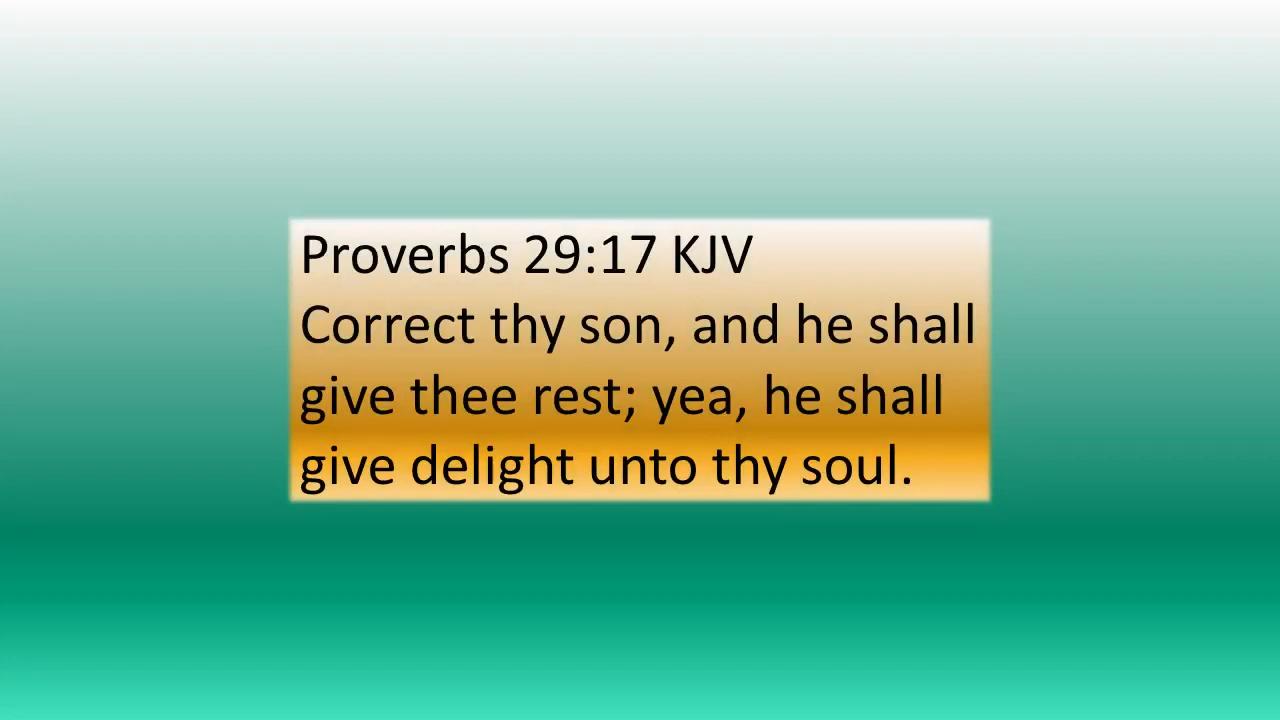 Proverbs 29:17 KJV
Correct thy son, and he shall
give thee rest; yea, he shall
give delight unto thy soul.